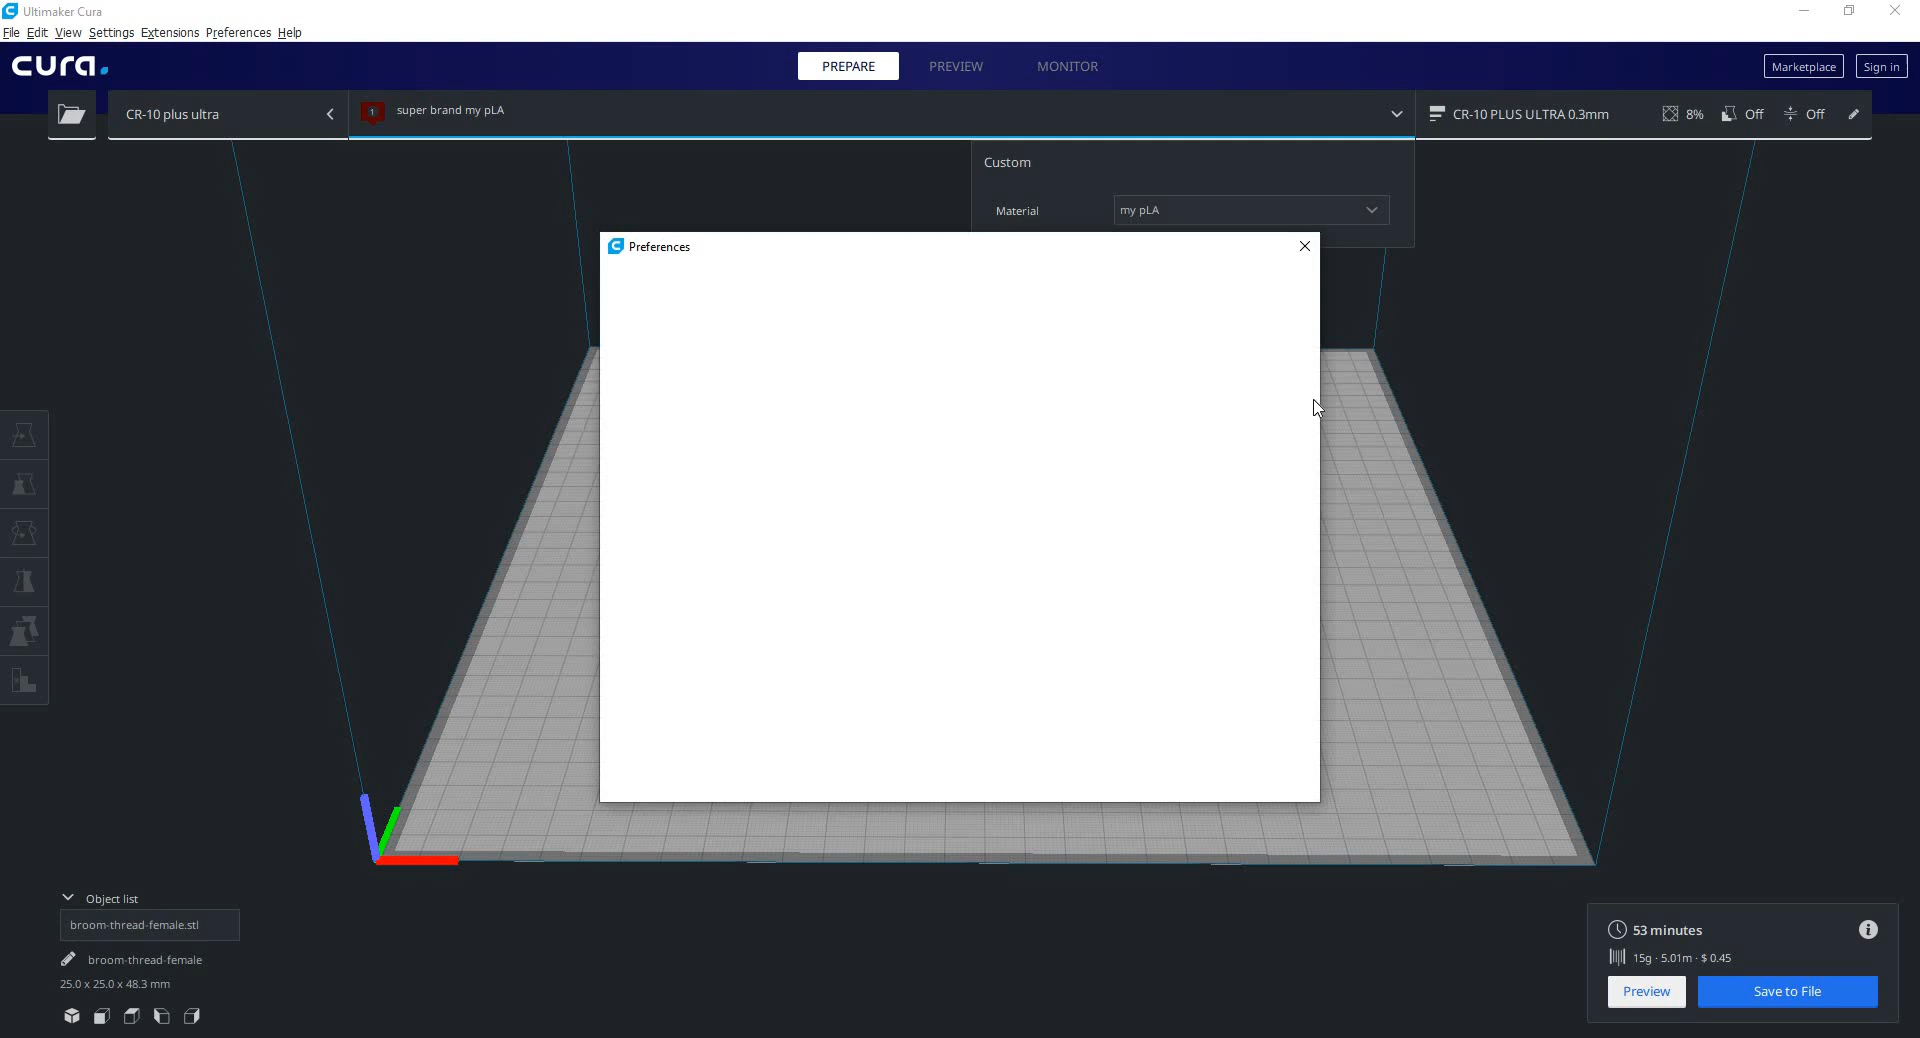 Ultimaker Cura
File Edit View Settings Extensions Preferences Help
cura.
PREPARE PREVIEW MONITOR
Marketplace Sign in
CR-10 plus ultra
1 super brand my pLA
CR-10 PLUS ULTRA 0.3mm 8% Off Off
Custom
Material my pLA
Preferences
Object list
broom-thread-female.stl
broom-thread-female
25.0 x 25.0 x 48.3 mm
53 minutes
15g · 5.01m · $ 0.45
Preview Save to File